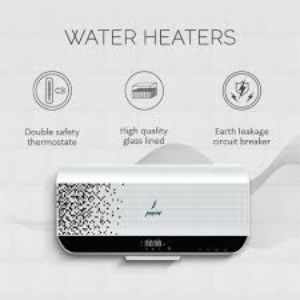 WATER HEATERS
Double safety
thermostate
High quality
glass lined
Earth leakage
circuit breaker